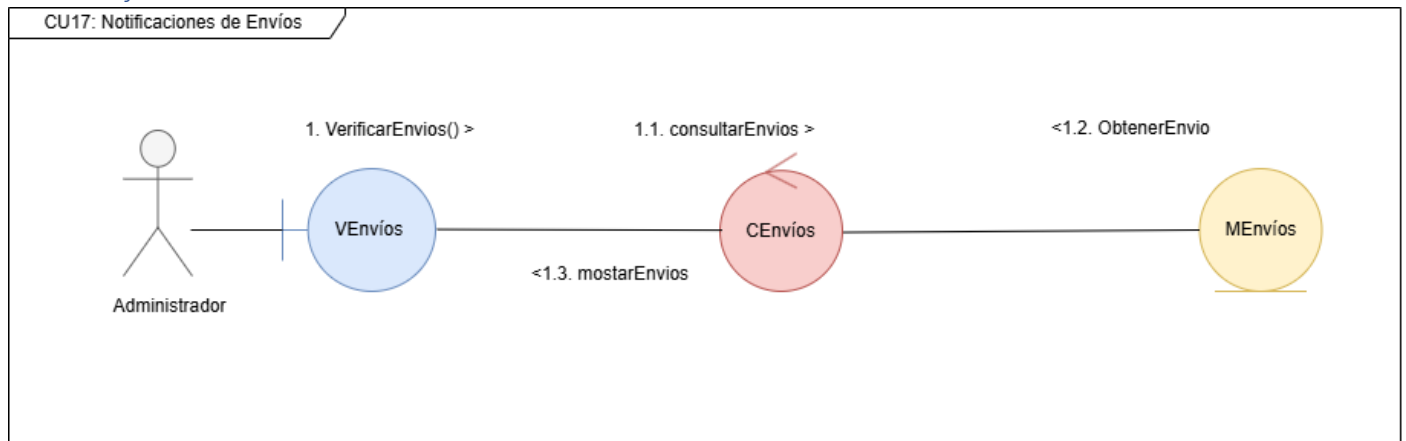 CU17: Notificaciones de Envíos
1. VerificarEnvios() >
1.1. consultarEnvios >
<1.2. ObtenerEnvio
VEnvíos
CEnvíos
MEnvíos
<1.3. mostarEnvios
Administrador